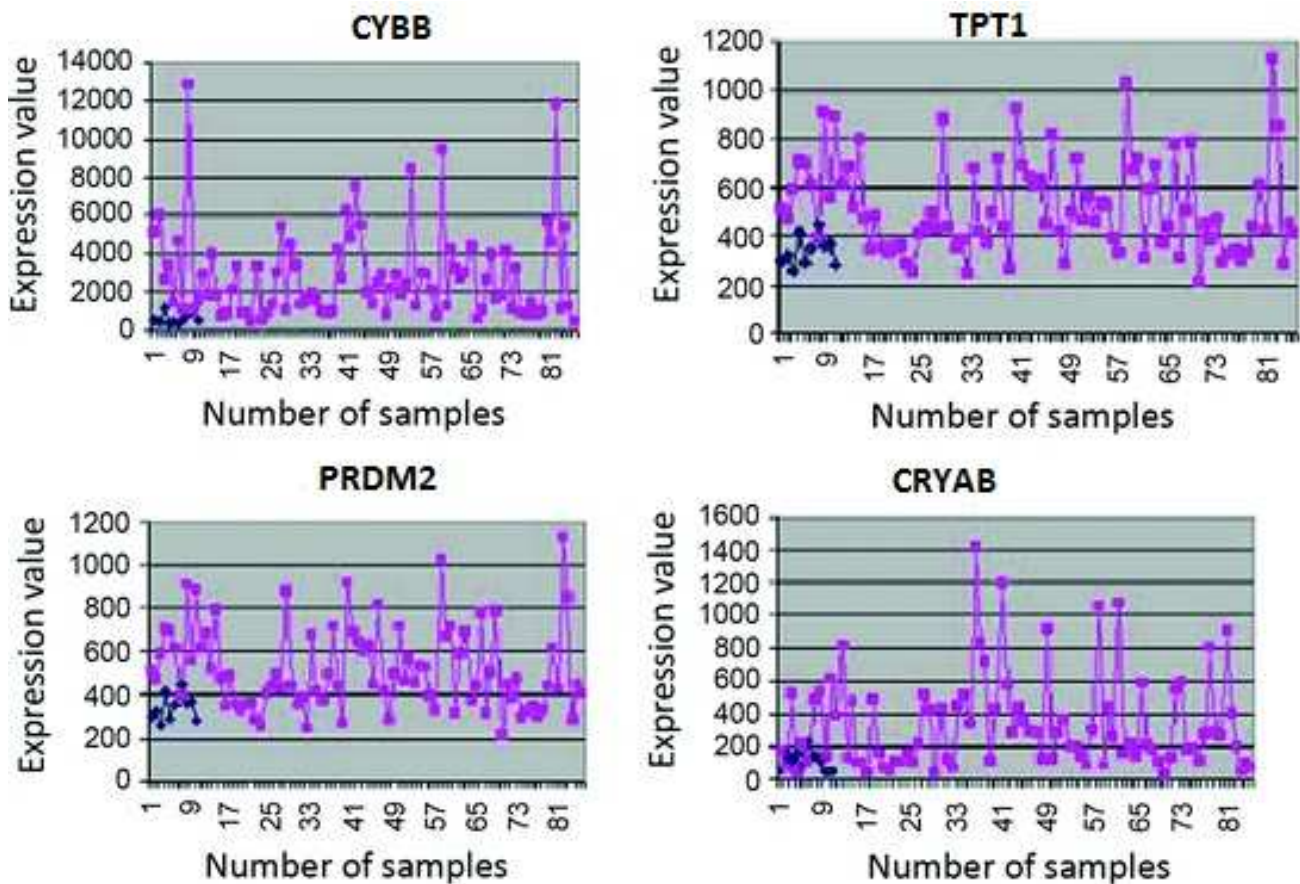 CYBB
Expression value
14000
12000
10000
8000
6000
4000
2000
0
1 9 17 25 33 41 49 57 65 73 81
Number of samples
TPT1
Expression value
1200
1000
800
600
400
200
0
1 9 17 25 33 41 49 57 65 73 81
Number of samples
PRDM2
Expression value
1200
1000
800
600
400
200
0
1 9 17 25 33 41 49 57 65 73 81
Number of samples
CRYAB
Expression value
1600
1400
1200
1000
800
600
400
200
0
1 9 17 25 33 41 49 57 65 73 81
Number of samples